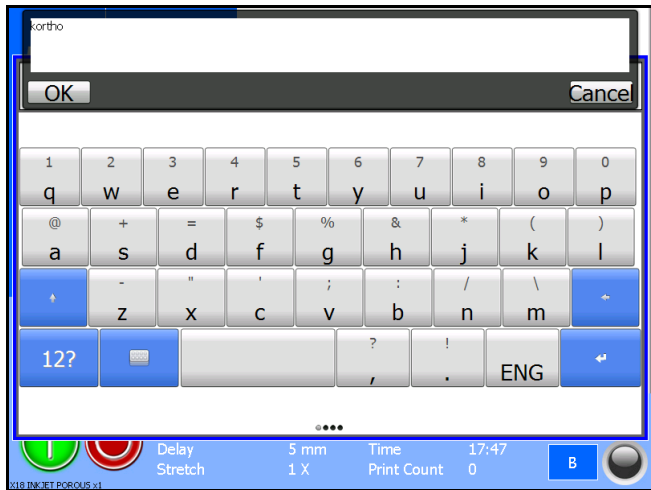 kortho
OK Cancel
1 2 3 4 5 6 7 8 9 0
q w e r t y u i o p
@ + = $ % & * ( )
a s d f g h j k l
- " ' ; : / \
z x c v b n m
? !
12? , . ENG
Delay 5 mm Time 17:47
Stretch 1 X Print Count 0
B
X18 INKJET POROUS x1